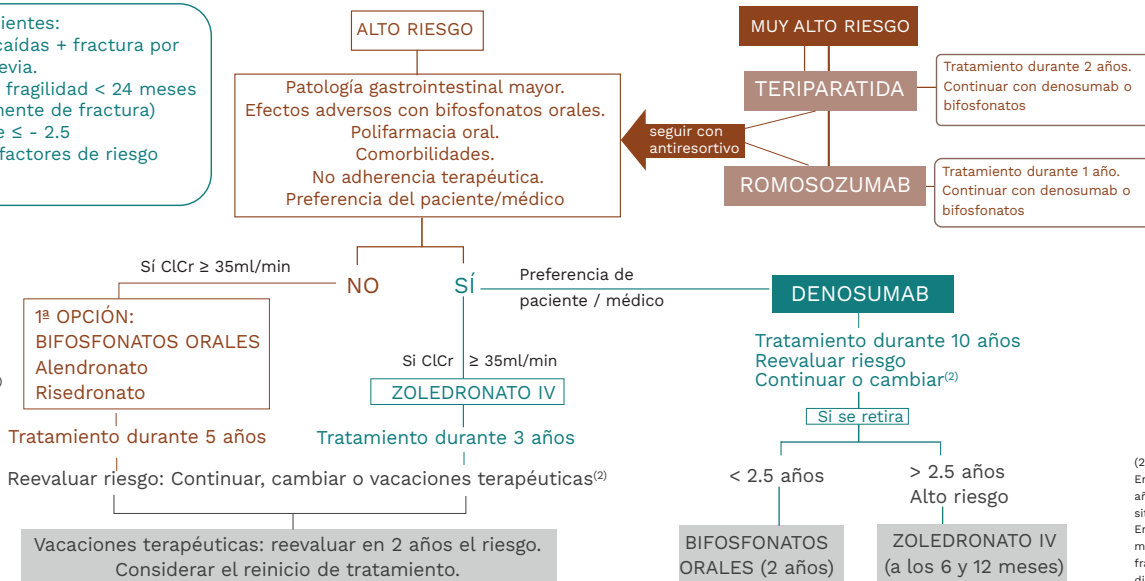 ientes:
caídas + fractura por
evia.
fragilidad < 24 meses
mente de fractura)
e ≤ - 2.5
factores de riesgo
ALTO RIESGO
Patología gastrointestinal mayor.
Efectos adversos con bifosfonatos orales.
Polifarmacia oral.
Comorbilidades.
No adherencia terapéutica.
Preferencia del paciente/médico
MUY ALTO RIESGO
TERIPARATIDA
Tratamiento durante 2 años.
Continuar con denosumab o
bifosfonatos
seguir con
antiresortivo
ROMOSOZUMAB
Tratamiento durante 1 año.
Continuar con denosumab o
bifosfonatos
Sí ClCr ≥ 35ml/min
NO
SÍ
Preferencia de
paciente / médico
DENOSUMAB
1ª OPCIÓN:
BIFOSFONATOS ORALES
Alendronato
Risedronato
Si ClCr ≥ 35ml/min
ZOLEDRONATO IV
Tratamiento durante 10 años
Reevaluar riesgo
Continuar o cambiar(2)
Si se retira
Tratamiento durante 5 años
Tratamiento durante 3 años
Reevaluar riesgo: Continuar, cambiar o vacaciones terapéuticas(2)
< 2.5 años
> 2.5 años
Alto riesgo
Vacaciones terapéuticas: reevaluar en 2 años el riesgo.
Considerar el reinicio de tratamiento.
BIFOSFONATOS
ORALES (2 años)
ZOLEDRONATO IV
(a los 6 y 12 meses)